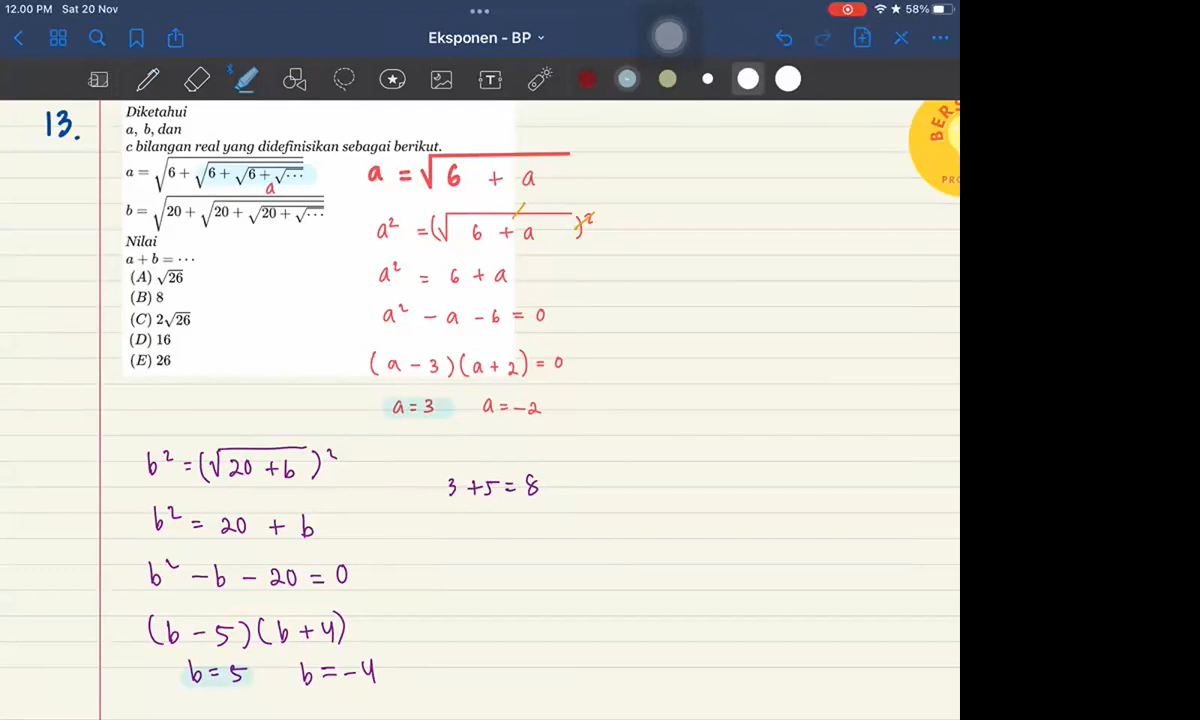 12.00 PM Sat 20 Nov
58%
Eksponen - BP
13.
Diketahui
a, b, dan
c bilangan real yang didefinisikan sebagai berikut.
a = √(6 + √(6 + √(6 + √⋯
a
b = √(20 + √(20 + √(20 + √⋯
Nilai
a + b = ⋯
(A) √26
(B) 8
(C) 2√26
(D) 16
(E) 26
a = √(6 + a)
a² = (√(6 + a))²
a² = 6 + a
a² - a - 6 = 0
(a - 3)(a + 2) = 0
a = 3 a = -2
b² = (√(20 + b))²
b² = 20 + b
b² - b - 20 = 0
(b - 5)(b + 4)
b = 5 b = -4
3 + 5 = 8
BERS
PRO